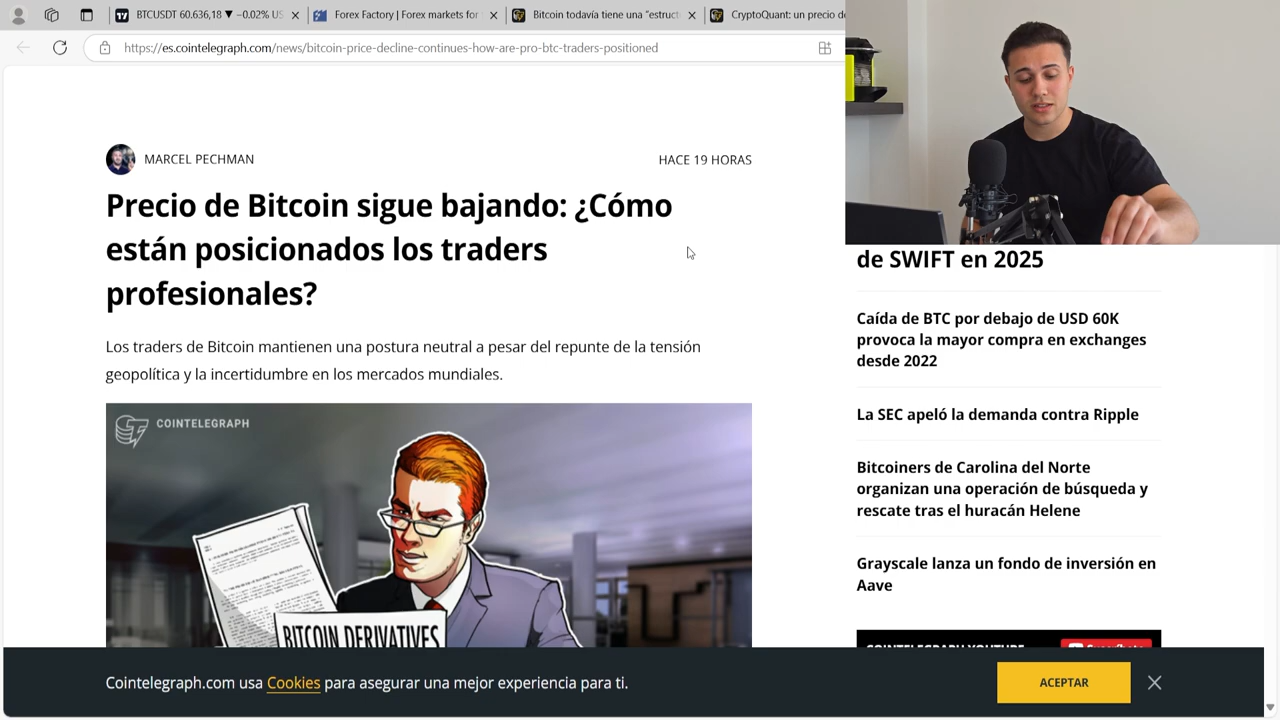 BTCUSDT 60.636,18 ▼ −0.02% US
Forex Factory | Forex markets for
Bitcoin todavía tiene una “estruct
CryptoQuant: un precio de
https://es.cointelegraph.com/news/bitcoin-price-decline-continues-how-are-pro-btc-traders-positioned
MARCEL PECHMAN
HACE 19 HORAS
Precio de Bitcoin sigue bajando: ¿Cómo
están posicionados los traders
profesionales?
Los traders de Bitcoin mantienen una postura neutral a pesar del repunte de la tensión
geopolítica y la incertidumbre en los mercados mundiales.
COINTELEGRAPH
BITCOIN DERIVATIVES
de SWIFT en 2025
Caída de BTC por debajo de USD 60K
provoca la mayor compra en exchanges
desde 2022
La SEC apeló la demanda contra Ripple
Bitcoiners de Carolina del Norte
organizan una operación de búsqueda y
rescate tras el huracán Helene
Grayscale lanza un fondo de inversión en
Aave
COINTELEGRAPH YOUTUBE
Suscríbete
Cointelegraph.com usa Cookies para asegurar una mejor experiencia para ti.
ACEPTAR